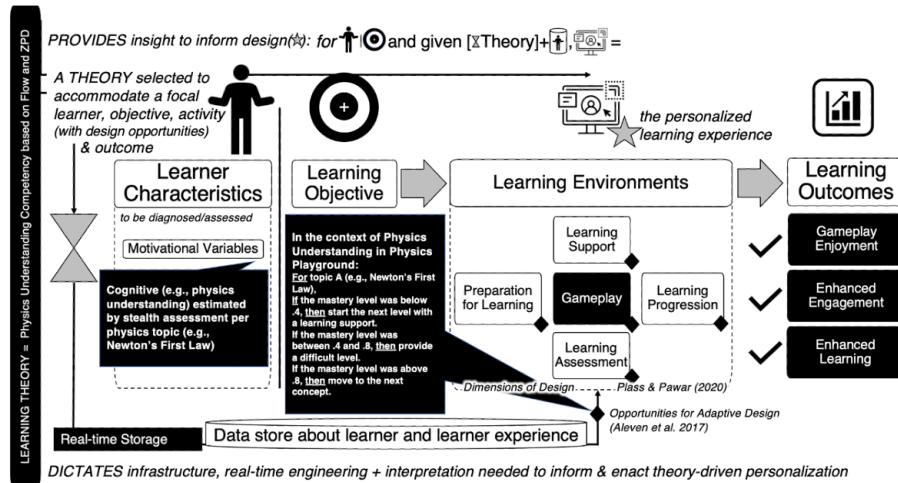 LEARNING THEORY = Physics Understanding Competency based on Flow and ZPD
PROVIDES insight to inform design(☆): for | and given [Theory]+ , =
A THEORY selected to
accommodate a focal
learner, objective, activity
(with design opportunities)
& outcome
the personalized
learning experience
Learner
Characteristics
to be diagnosed/assessed
Motivational Variables
Cognitive (e.g., physics
understanding) estimated
by stealth assessment per
physics topic (e.g.,
Newton's First Law)
Learning
Objective
In the context of Physics
Understanding in Physics
Playground:
For topic A (e.g., Newton's First
Law),
If the mastery level was below
.4, then start the next level with
a learning support.
If the mastery level was
between .4 and .8, then provide
a difficult level.
If the mastery level was above
.8, then move to the next
concept.
Learning Environments
Learning
Support
Preparation
for Learning
Gameplay
Learning
Progression
Learning
Assessment
Dimensions of Design
Plass & Pawar (2020)
Opportunities for Adaptive Design
(Aleven et al. 2017)
Learning
Outcomes
Gameplay
Enjoyment
Enhanced
Engagement
Enhanced
Learning
Real-time Storage
Data store about learner and learner experience
DICTATES infrastructure, real-time engineering + interpretation needed to inform & enact theory-driven personalization